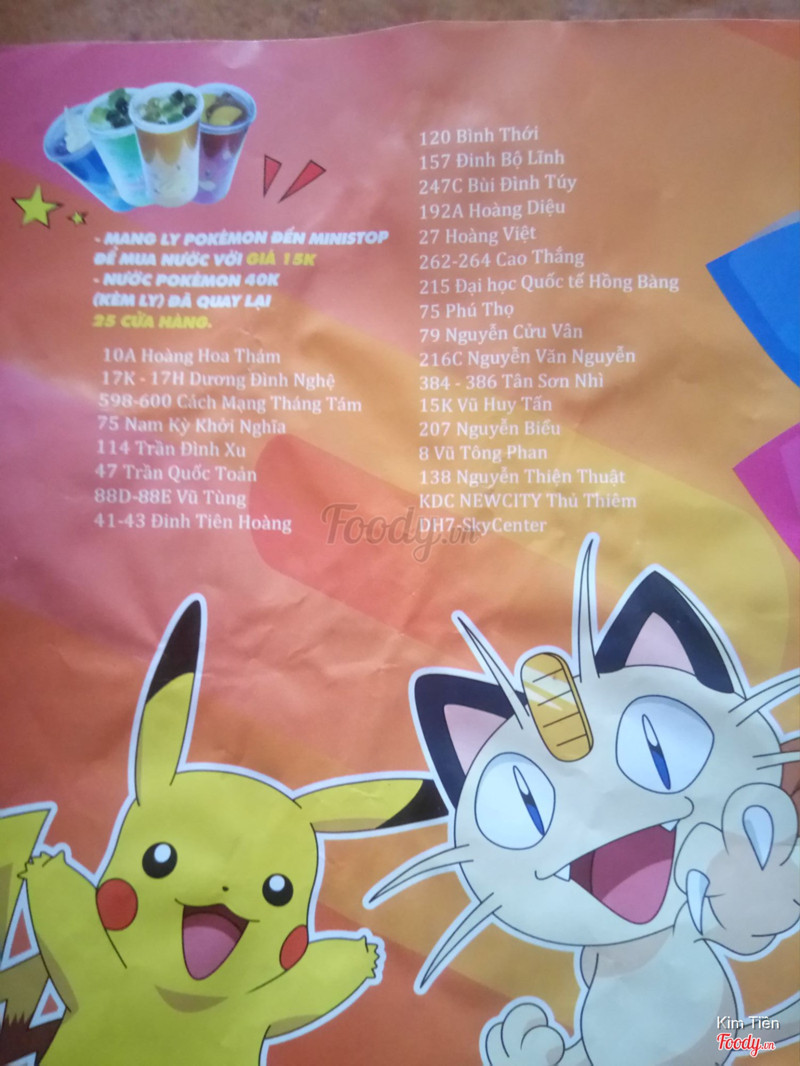 - MANG LY POKÉMON ĐẾN MINISTOP
ĐỂ MUA NƯỚC VỚI GIÁ 15K
- NƯỚC POKÉMON 40K
(KÈM LY) ĐÃ QUAY LẠI
25 CỬA HÀNG.
10A Hoàng Hoa Thám
17K - 17H Dương Đình Nghệ
598-600 Cách Mạng Tháng Tám
75 Nam Kỳ Khởi Nghĩa
114 Trần Đình Xu
47 Trần Quốc Toản
88D-88E Vũ Tùng
41-43 Đinh Tiên Hoàng
120 Bình Thới
157 Đinh Bộ Lĩnh
247C Bùi Đình Túy
192A Hoàng Diệu
27 Hoàng Việt
262-264 Cao Thắng
215 Đại học Quốc tế Hồng Bàng
75 Phú Thọ
79 Nguyễn Cửu Vân
216C Nguyễn Văn Nguyễn
384 - 386 Tân Sơn Nhì
15K Vũ Huy Tấn
207 Nguyễn Biểu
8 Vũ Tông Phan
138 Nguyễn Thiện Thuật
KDC NEWCITY Thủ Thiêm
DH7-SkyCenter
Foody.vn
Kim Tiên
Foody.vn